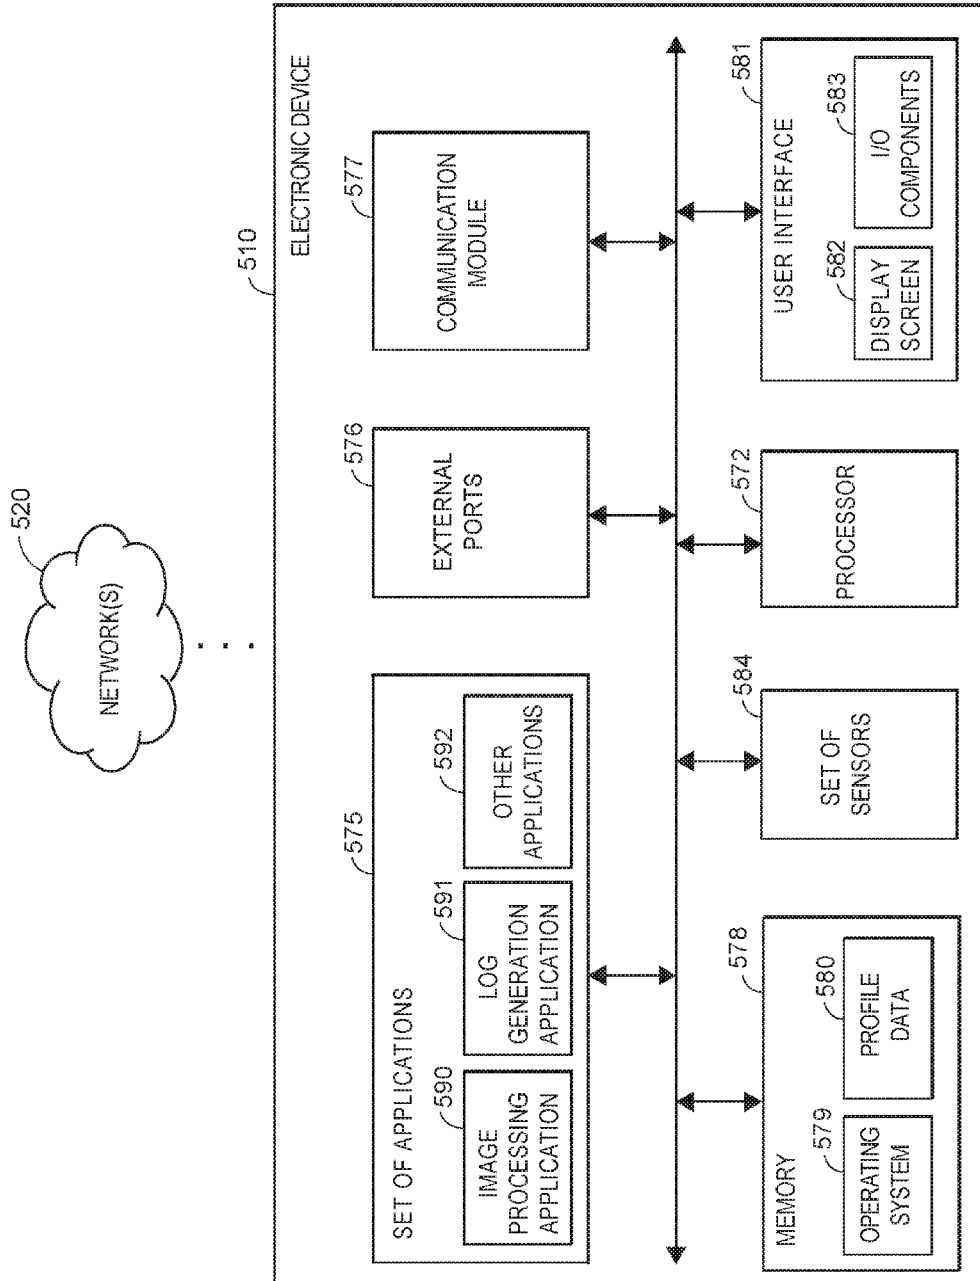 520
NETWORK(S)
510
ELECTRONIC DEVICE
575
SET OF APPLICATIONS
590
IMAGE
PROCESSING
APPLICATION
591
LOG
GENERATION
APPLICATION
592
OTHER
APPLICATIONS
576
EXTERNAL
PORTS
577
COMMUNICATION
MODULE
578
MEMORY
579
OPERATING
SYSTEM
580
PROFILE
DATA
584
SET OF
SENSORS
572
PROCESSOR
581
USER INTERFACE
582
DISPLAY
SCREEN
583
I/O
COMPONENTS